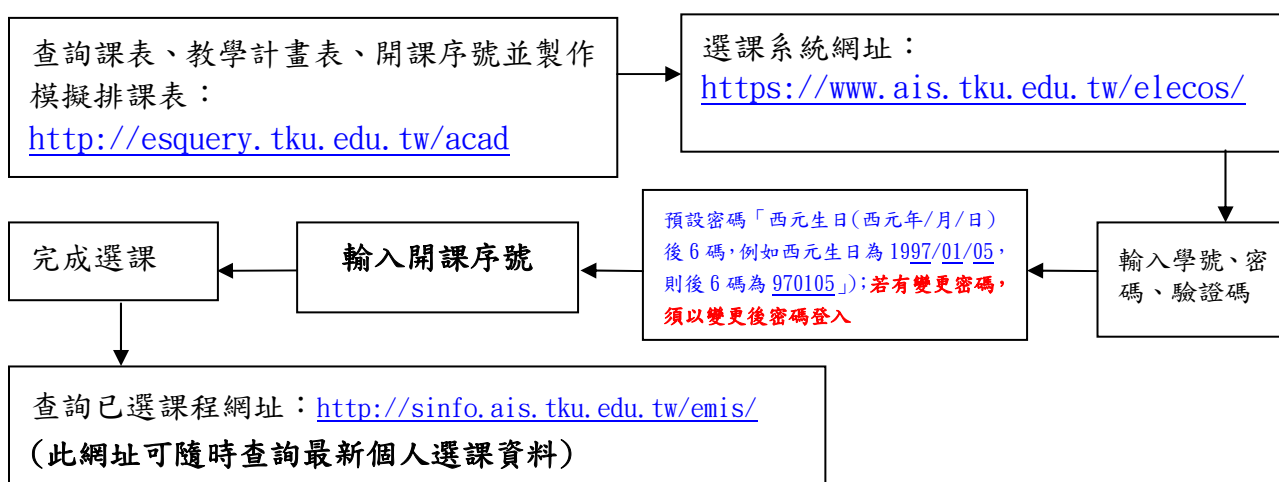 查詢課表、教學計畫表、開課序號並製作
模擬排課表：
http://esquery.tku.edu.tw/acad
選課系統網址：
https://www.ais.tku.edu.tw/elecos/
輸入學號、密
碼、驗證碼
預設密碼「西元生日(西元年/月/日)
後6碼，例如西元生日為1997/01/05，
則後6碼為970105」)；若有變更密碼，
須以變更後密碼登入
輸入開課序號
完成選課
查詢已選課程網址：http://sinfo.ais.tku.edu.tw/emis/
(此網址可隨時查詢最新個人選課資料)